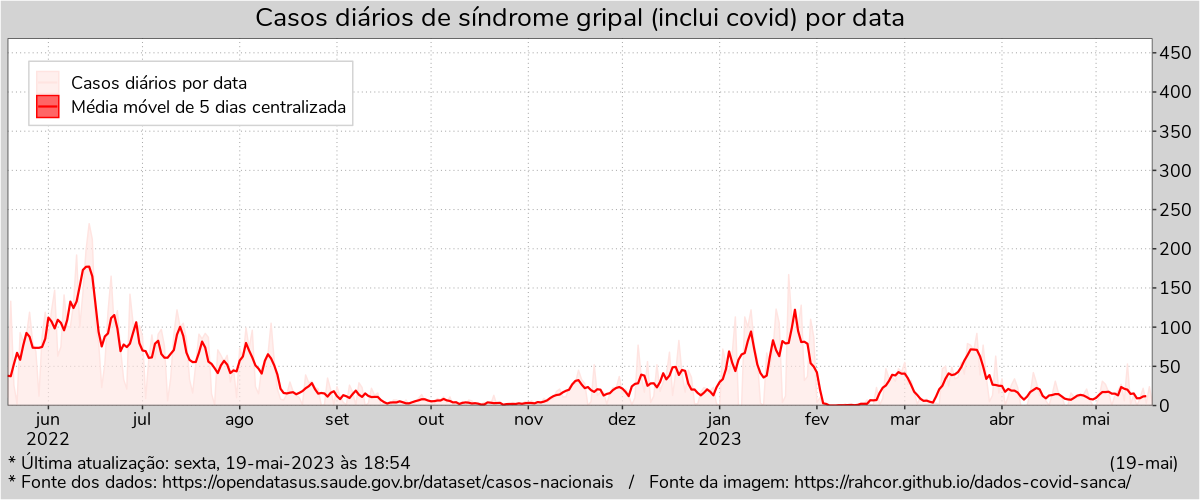 Casos diários de síndrome gripal (inclui covid) por data
Casos diários por data
Média móvel de 5 dias centralizada
450
400
350
300
250
200
150
100
50
0
jun jul ago set out nov dez jan fev mar abr mai
2022 2023
* Última atualização: sexta, 19-mai-2023 às 18:54 (19-mai)
* Fonte dos dados: https://opendatasus.saude.gov.br/dataset/casos-nacionais / Fonte da imagem: https://rahcor.github.io/dados-covid-sanca/